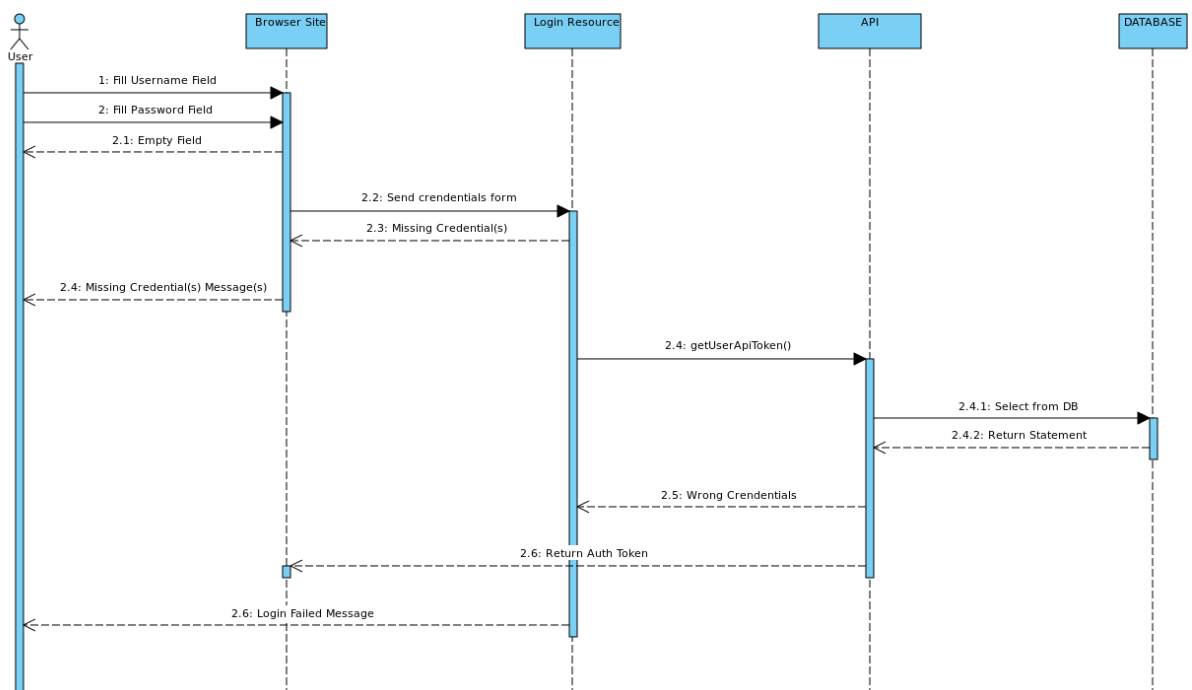 Browser Site
Login Resource
API
DATABASE
User
1: Fill Username Field
2: Fill Password Field
2.1: Empty Field
2.2: Send crendentials form
2.3: Missing Credential(s)
2.4: Missing Credential(s) Message(s)
2.4: getUserApiToken()
2.4.1: Select from DB
2.4.2: Return Statement
2.5: Wrong Crendentials
2.6: Return Auth Token
2.6: Login Failed Message